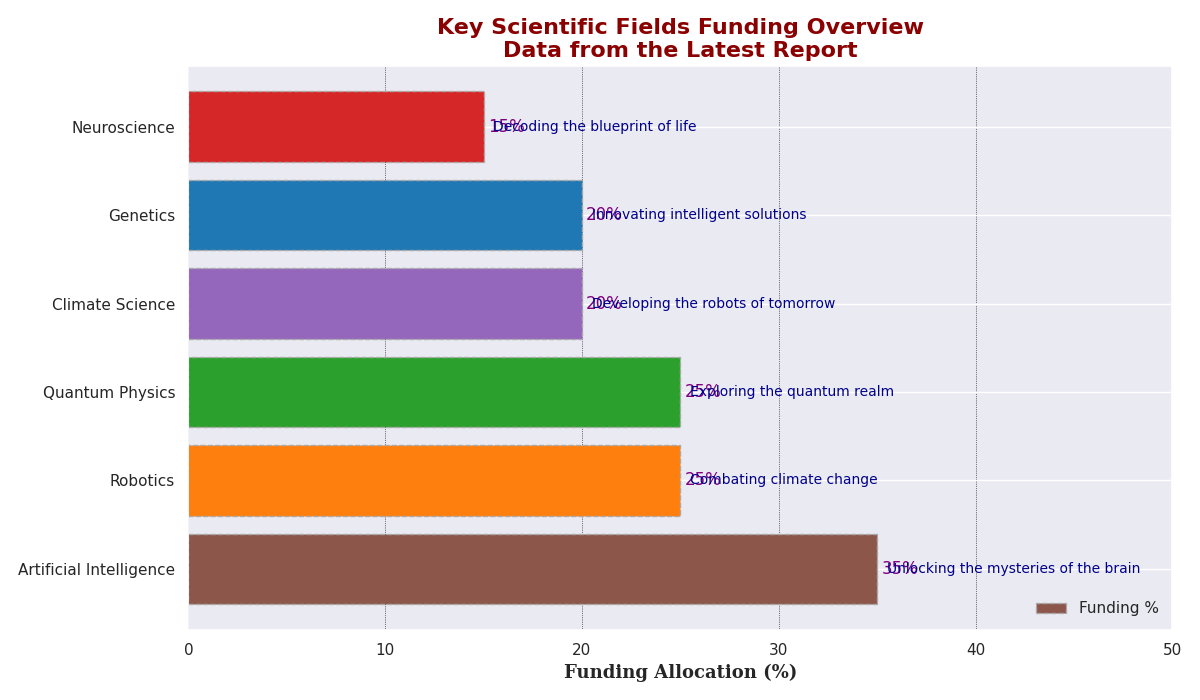 Key Scientific Fields Funding Overview
Data from the Latest Report
Neuroscience
15%
Decoding the blueprint of life
Genetics
20%
Innovating intelligent solutions
Climate Science
20%
Developing the robots of tomorrow
Quantum Physics
25%
Exploring the quantum realm
Robotics
25%
Combating climate change
Artificial Intelligence
35%
Unlocking the mysteries of the brain
Funding %
0 10 20 30 40 50
Funding Allocation (%)